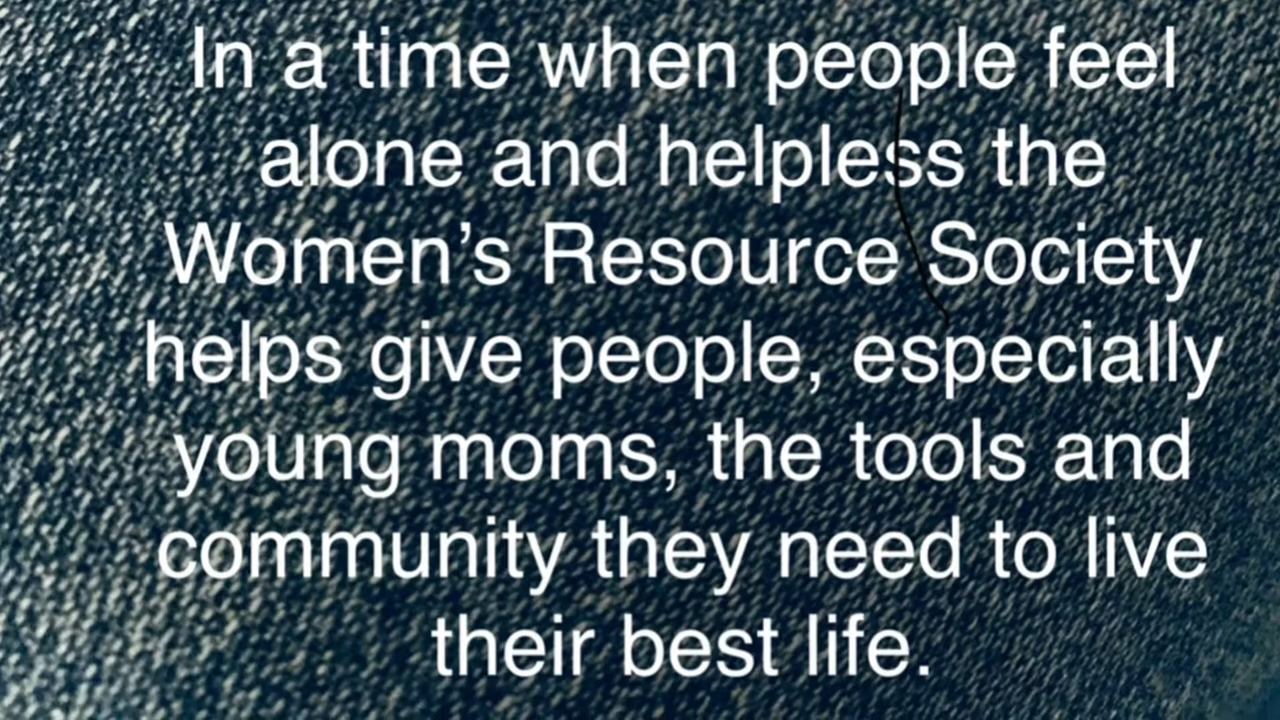 In a time when people feel
alone and helpless the
Women’s Resource Society
helps give people, especially
young moms, the tools and
community they need to live
their best life.